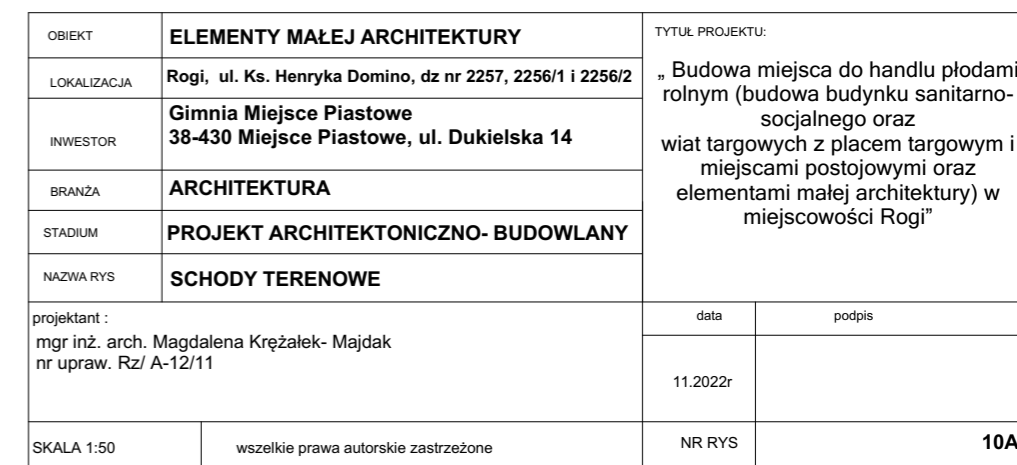 OBIEKT ELEMENTY MAŁEJ ARCHITEKTURY
LOKALIZACJA Rogi, ul. Ks. Henryka Domino, dz nr 2257, 2256/1 i 2256/2
INWESTOR Gimnia Miejsce Piastowe
38-430 Miejsce Piastowe, ul. Dukielska 14
BRANŻA ARCHITEKTURA
STADIUM PROJEKT ARCHITEKTONICZNO- BUDOWLANY
NAZWA RYS SCHODY TERENOWE
TYTUŁ PROJEKTU:
„ Budowa miejsca do handlu płodami
rolnym (budowa budynku sanitarno-
socjalnego oraz
wiat targowych z placem targowym i
miejscami postojowymi oraz
elementami małej architektury) w
miejscowości Rogi”
projektant :
mgr inż. arch. Magdalena Krężałek- Majdak
nr upraw. Rz/ A-12/11
data podpis
11.2022r
SKALA 1:50 wszelkie prawa autorskie zastrzeżone NR RYS 10A